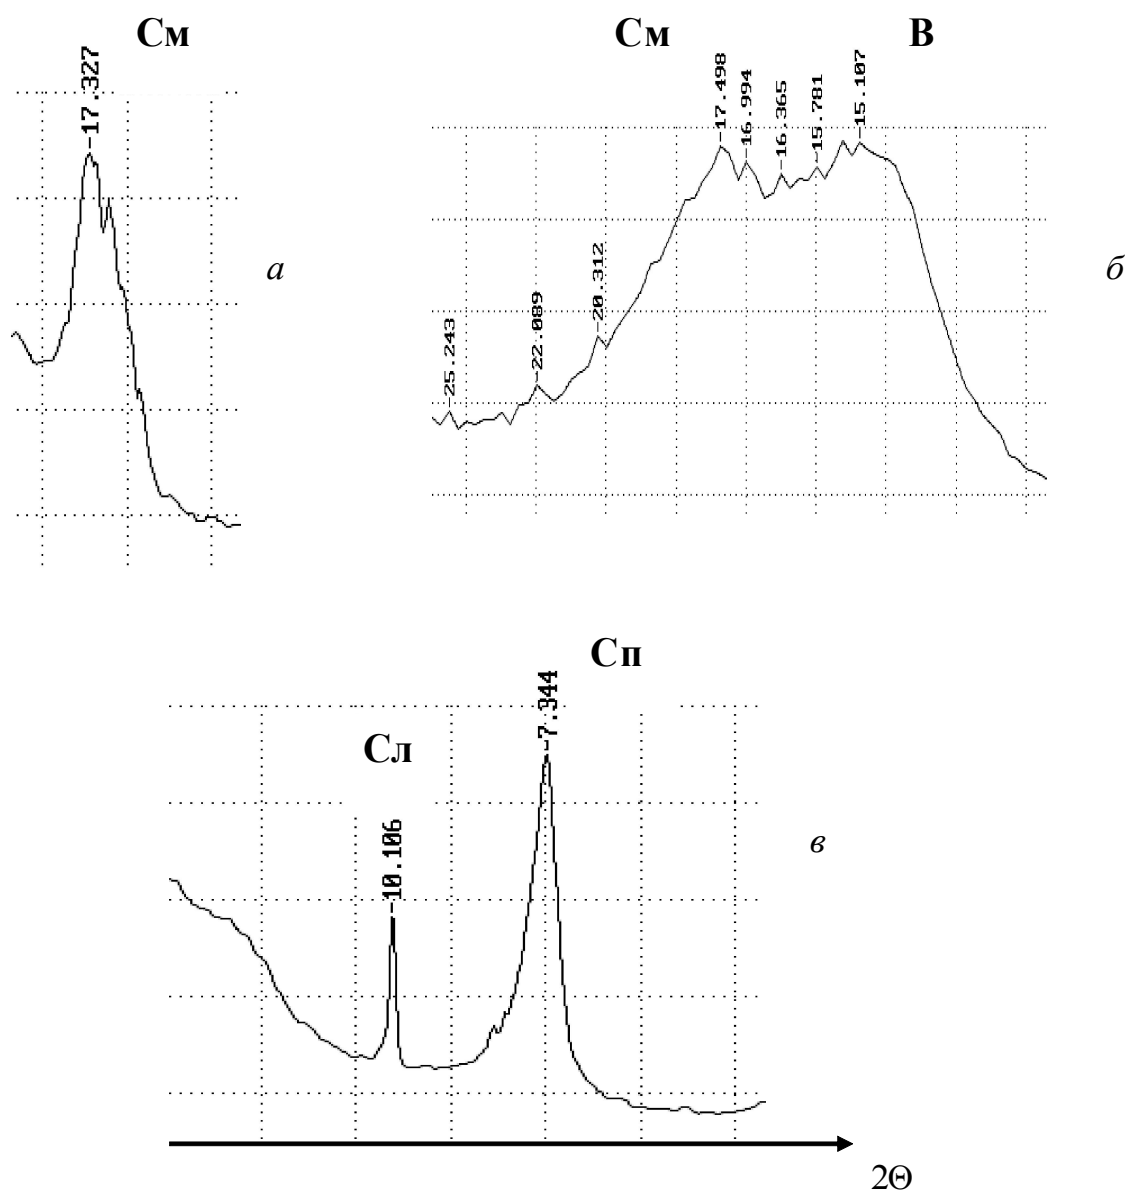 См
17.327
а
См
В
25.243
22.089
20.312
17.498
16.994
16.365
15.781
15.107
б
Сп
7.344
Сл
10.106
в
2Θ